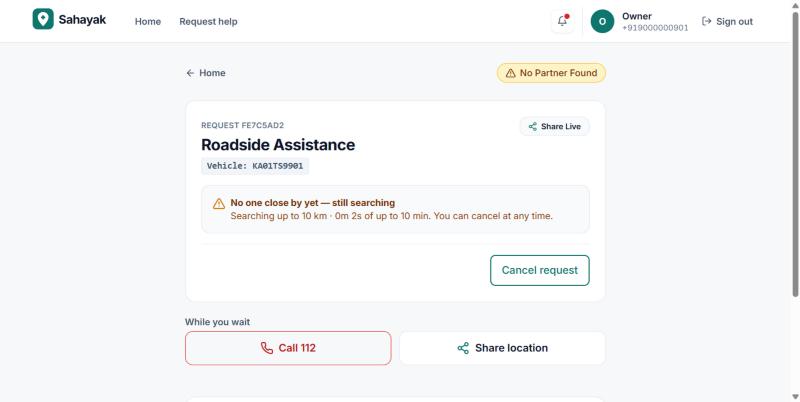 Sahayak
Home
Request help
Owner
+919000000901
Sign out
Home
No Partner Found
REQUEST FE7C5AD2
Share Live
Roadside Assistance
Vehicle: KA01TS9901
No one close by yet — still searching
Searching up to 10 km · 0m 2s of up to 10 min. You can cancel at any time.
Cancel request
While you wait
Call 112
Share location